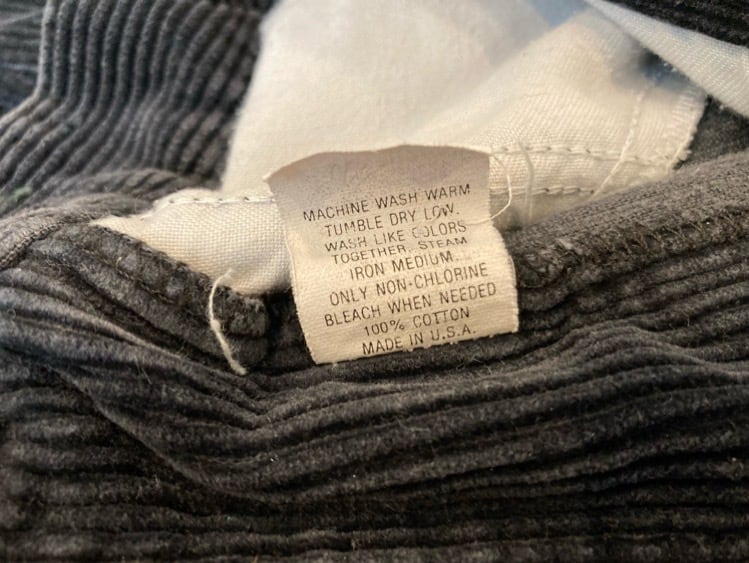 MACHINE WASH WARM
TUMBLE DRY LOW.
WASH LIKE COLORS
TOGETHER. STEAM
IRON MEDIUM.
ONLY NON-CHLORINE
BLEACH WHEN NEEDED
100% COTTON
MADE IN U.S.A.